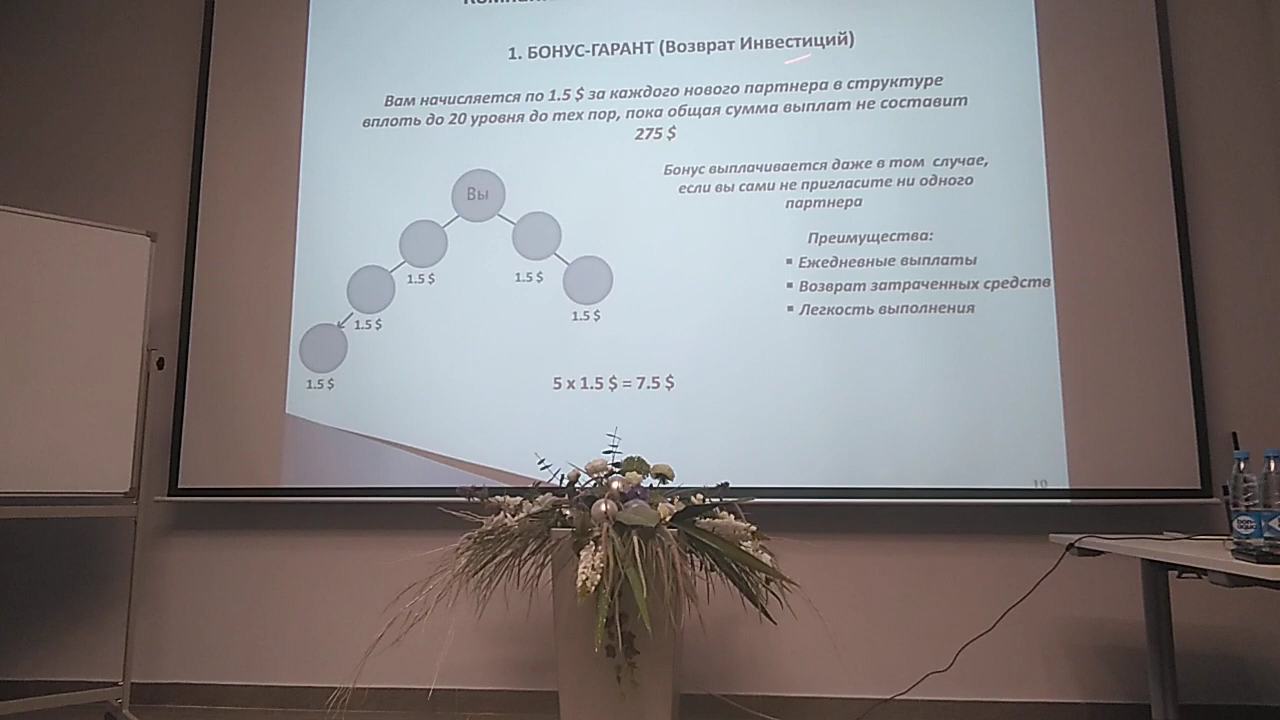 1. БОНУС-ГАРАНТ (Возврат Инвестиций)
Вам начисляется по 1.5 $ за каждого нового партнера в структуре
вплоть до 20 уровня до тех пор, пока общая сумма выплат не составит
275 $
Бонус выплачивается даже в том случае,
если вы сами не пригласите ни одного
партнера
Вы
Преимущества:
▪ Ежедневные выплаты
▪ Возврат затраченных средств
▪ Легкость выполнения
1.5 $
1.5 $
1.5 $
1.5 $
1.5 $
5 x 1.5 $ = 7.5 $
10